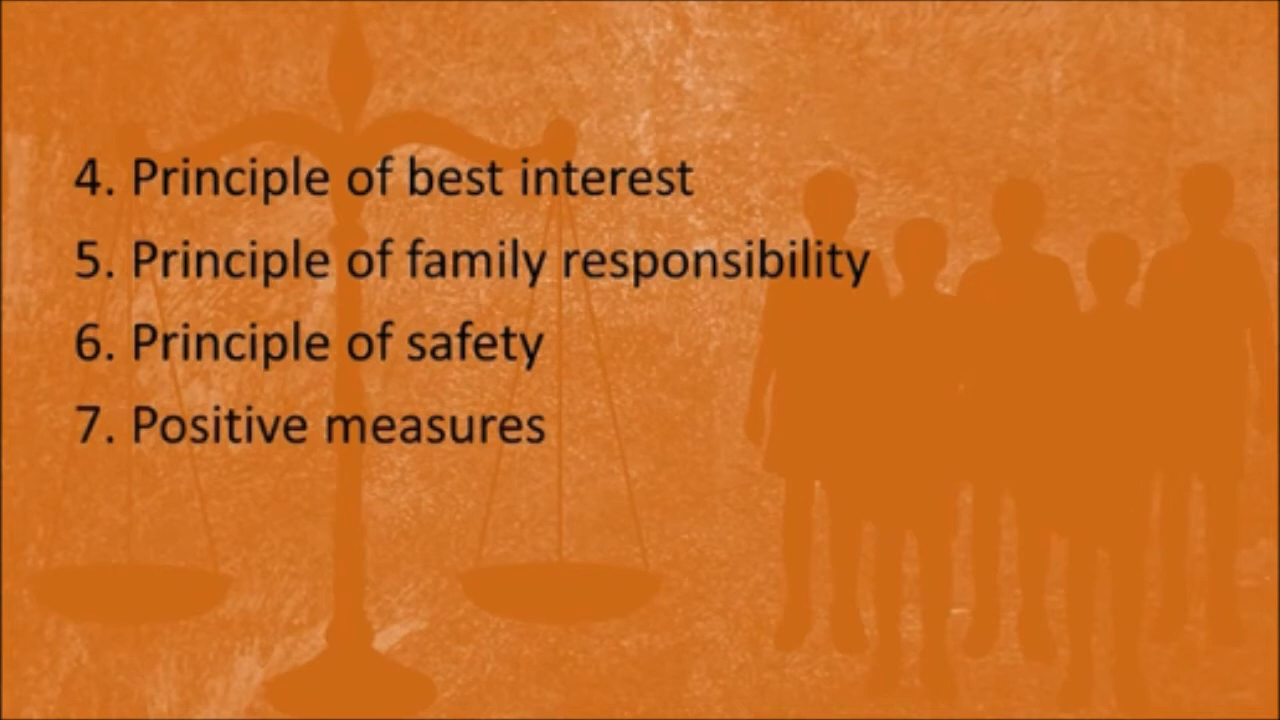 4. Principle of best interest
5. Principle of family responsibility
6. Principle of safety
7. Positive measures